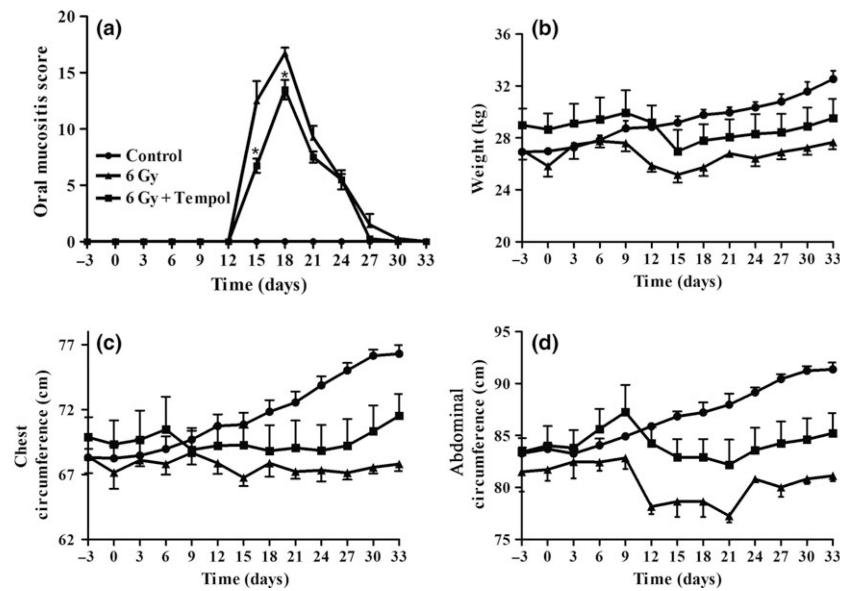 (a)
Oral mucositis score
20
15
10
5
0
Control
6 Gy
6 Gy + Tempol
*
*
−3 0 3 6 9 12 15 18 21 24 27 30 33
Time (days)
(b)
Weight (kg)
36
32
28
24
20
−3 0 3 6 9 12 15 18 21 24 27 30 33
Time (days)
(c)
Chest
circumference (cm)
77
72
67
62
−3 0 3 6 9 12 15 18 21 24 27 30 33
Time (days)
(d)
Abdominal
circumference (cm)
95
90
85
80
75
−3 0 3 6 9 12 15 18 21 24 27 30 33
Time (days)